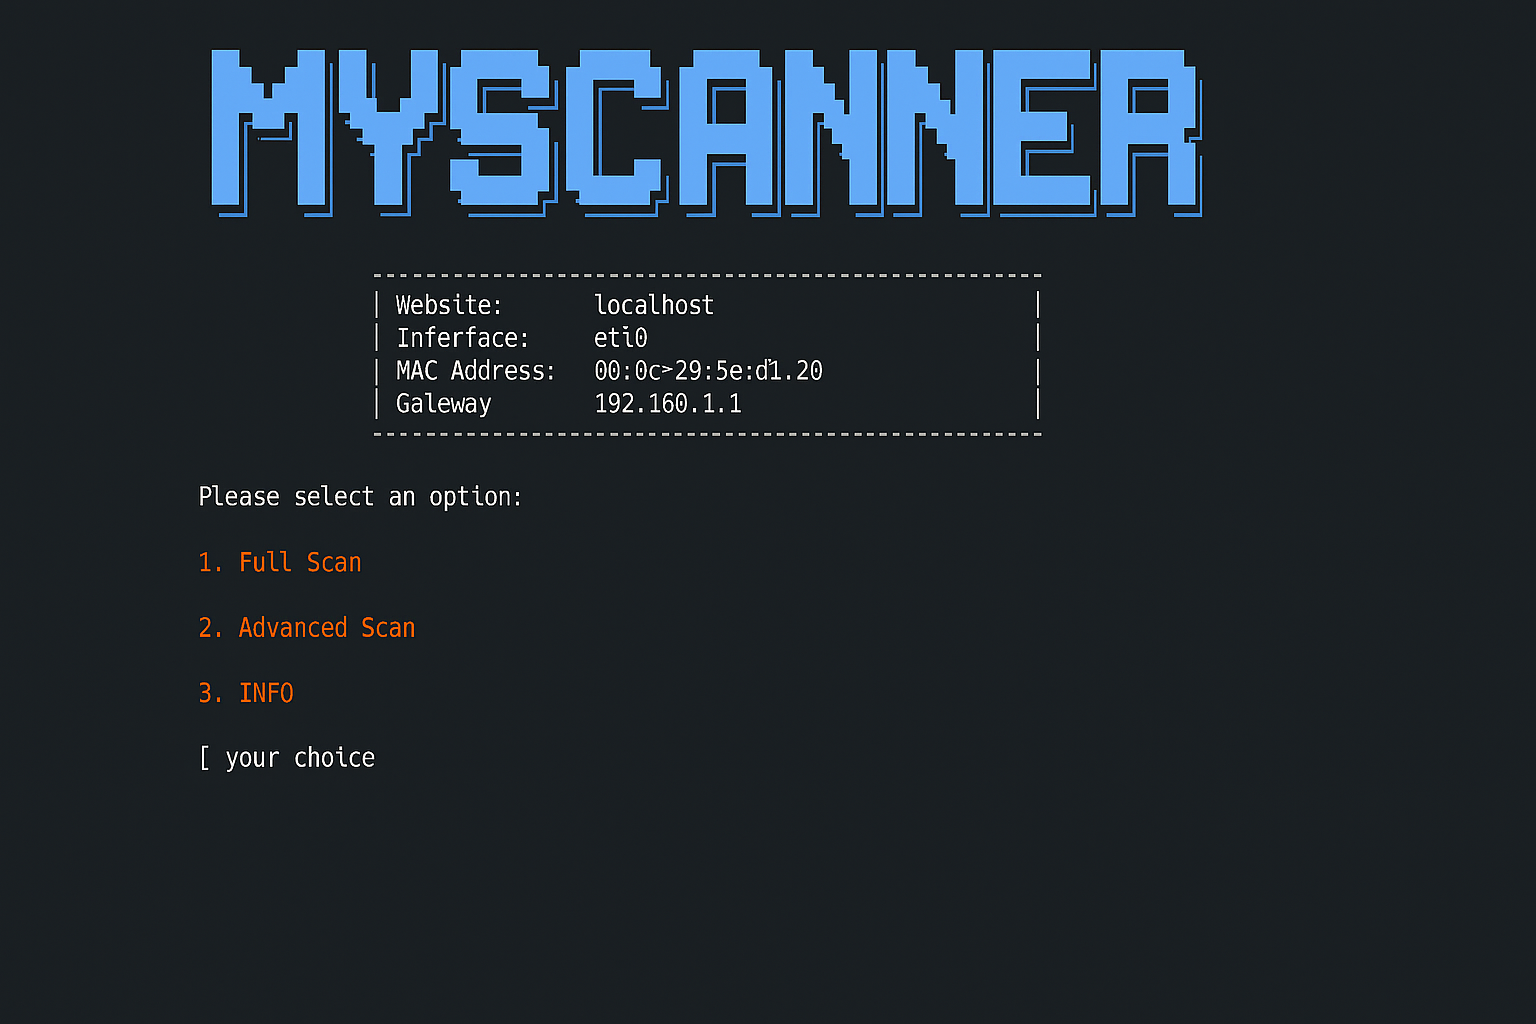 MYSCANNER
Website: localhost
Inferface: eti0
MAC Address: 00:0c>29:5e:d1.20
Galeway 192.160.1.1
Please select an option:
1. Full Scan
2. Advanced Scan
3. INFO
[ your choice